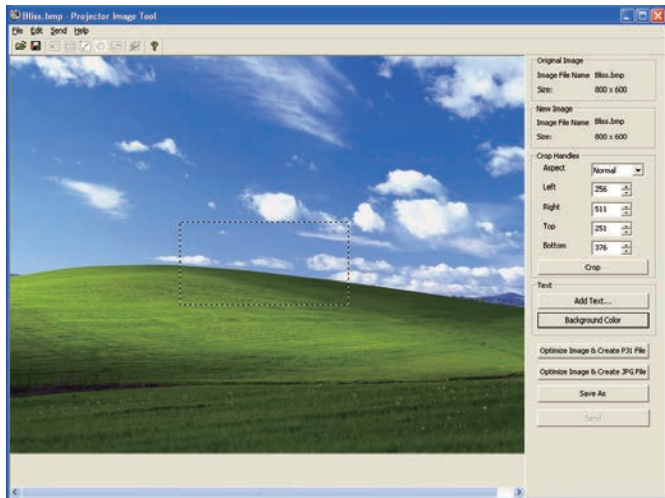 Bliss.bmp - Projector Image Tool
File Edit Send Help
Original Image
Image File Name Bliss.bmp
Size: 800 x 600
New Image
Image File Name Bliss.bmp
Size: 800 x 600
Crop Handles
Aspect Normal
Left 256
Right 511
Top 251
Bottom 376
Crop
Text
Add Text...
Background Color
Optimize Image & Create PJ1 File
Optimize Image & Create JPG File
Save As
Send